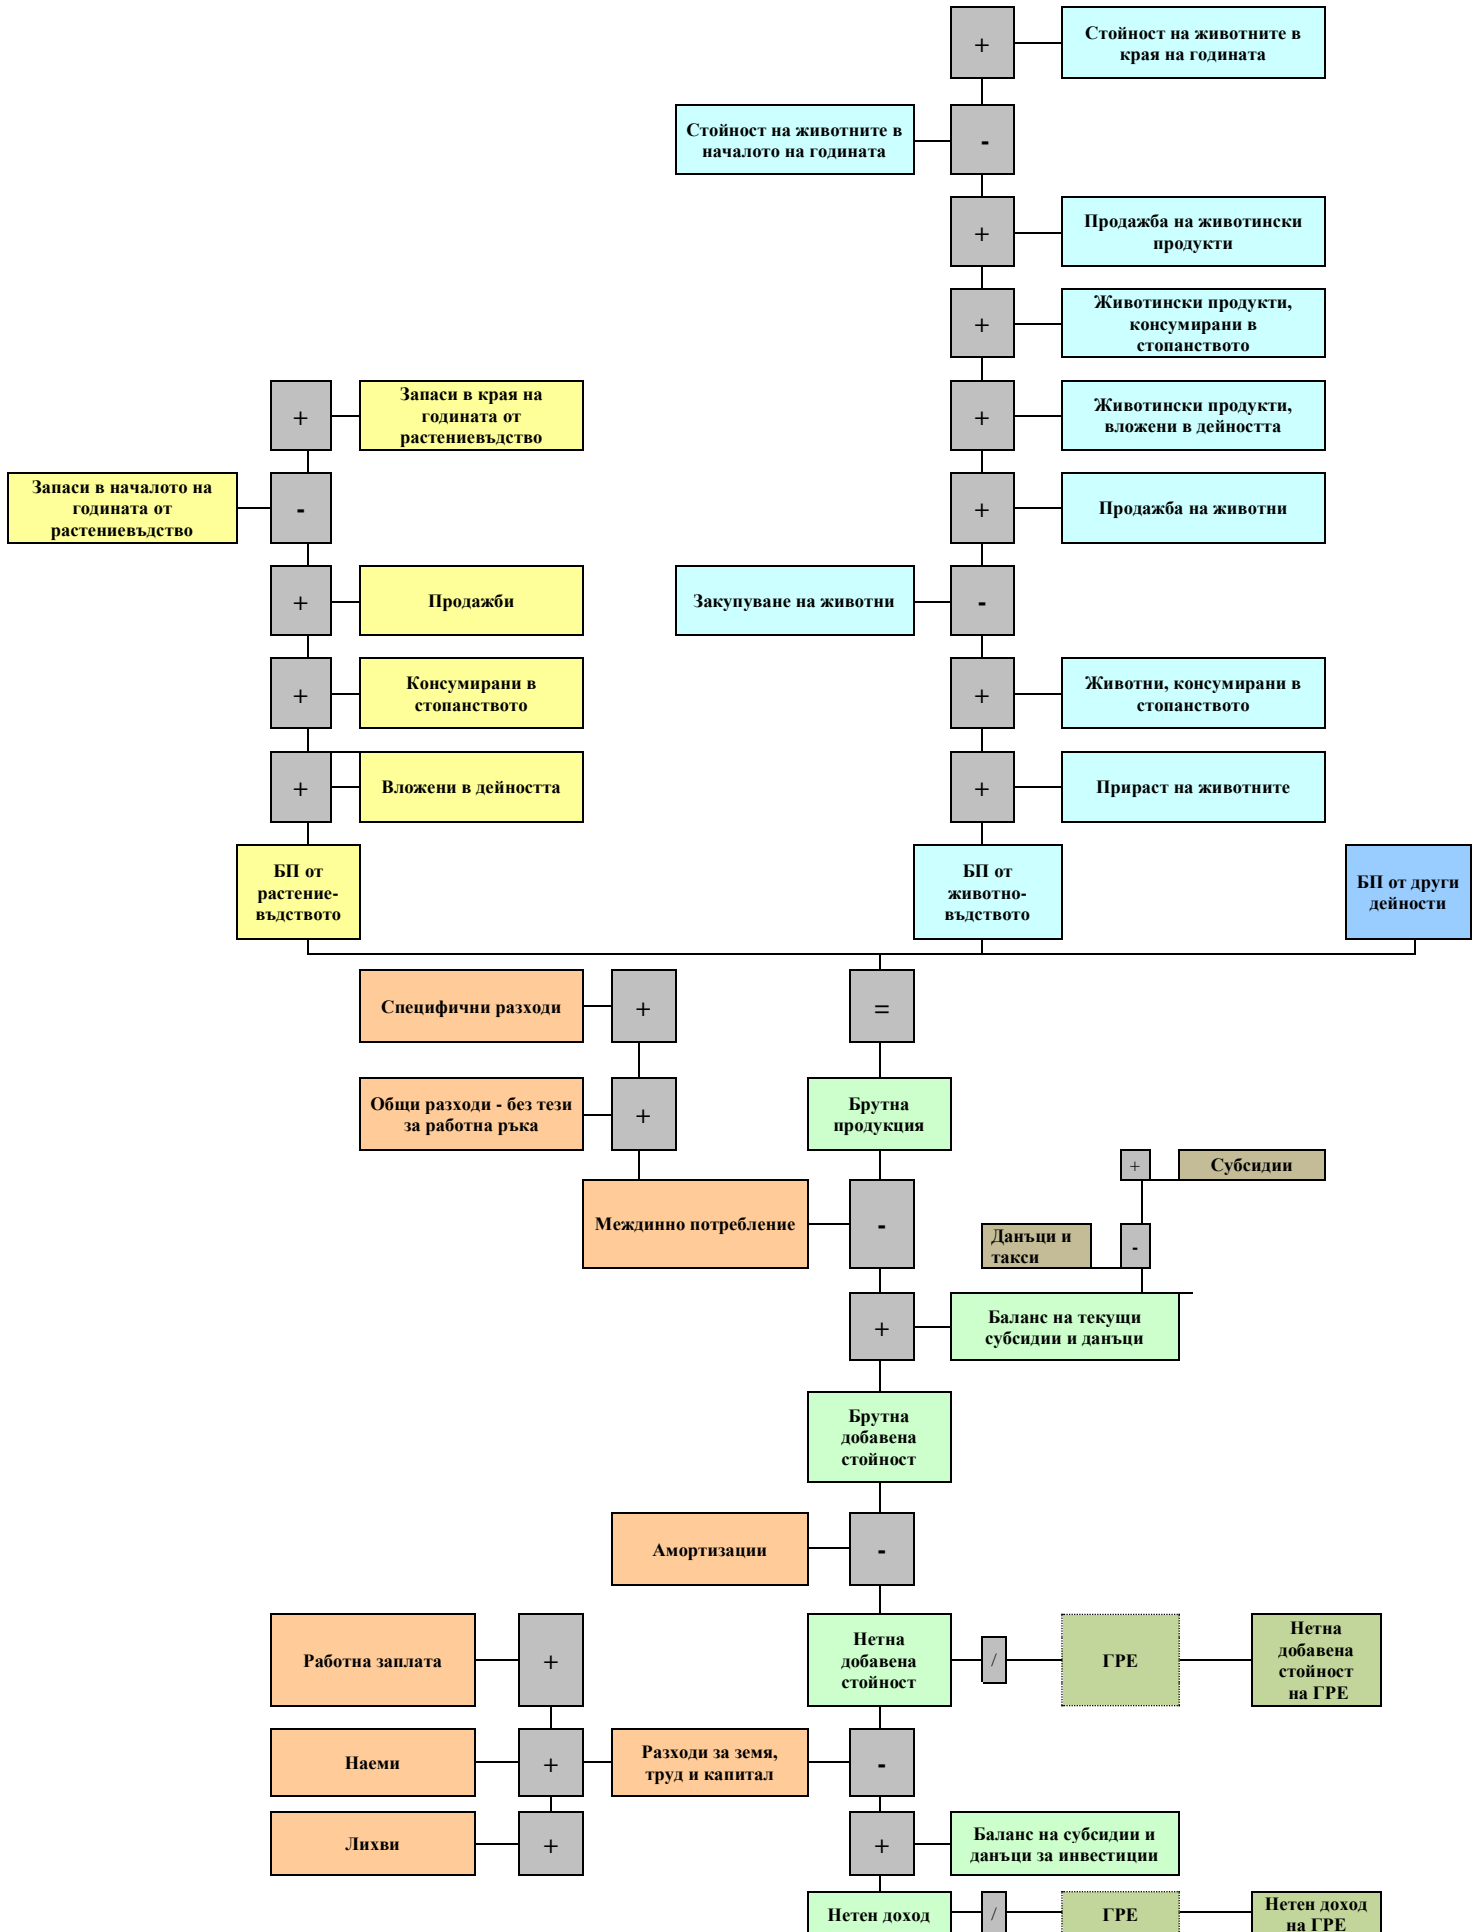 +
Стойност на животните в
края на годината
Стойност на животните в
началото на годината
-
+
Продажба на животински
продукти
+
Животински продукти,
консумирани в
стопанството
+
Запаси в края на
годината от
растениевъдство
+
Животински продукти,
вложени в дейността
Запаси в началото на
годината от
растениевъдство
-
+
Продажба на животни
+
Продажби
Закупуване на животни
-
+
Консумирани в
стопанството
+
Животни, консумирани в
стопанството
+
Вложени в дейността
+
Прираст на животните
БП от
растение-
въдството
БП от
животно-
въдството
БП от други
дейности
Специфични разходи
+
=
Общи разходи - без тези
за работна ръка
+
Брутна
продукция
+
Субсидии
Междинно потребление
-
Данъци и
такси
-
+
Баланс на текущи
субсидии и данъци
Брутна
добавена
стойност
Амортизации
-
Работна заплата
+
Нетна
добавена
стойност
/
ГРЕ
Нетна
добавена
стойност
на ГРЕ
Наеми
+
Разходи за земя,
труд и капитал
-
Лихви
+
+
Баланс на субсидии и
данъци за инвестиции
Нетен доход
/
ГРЕ
Нетен доход
на ГРЕ